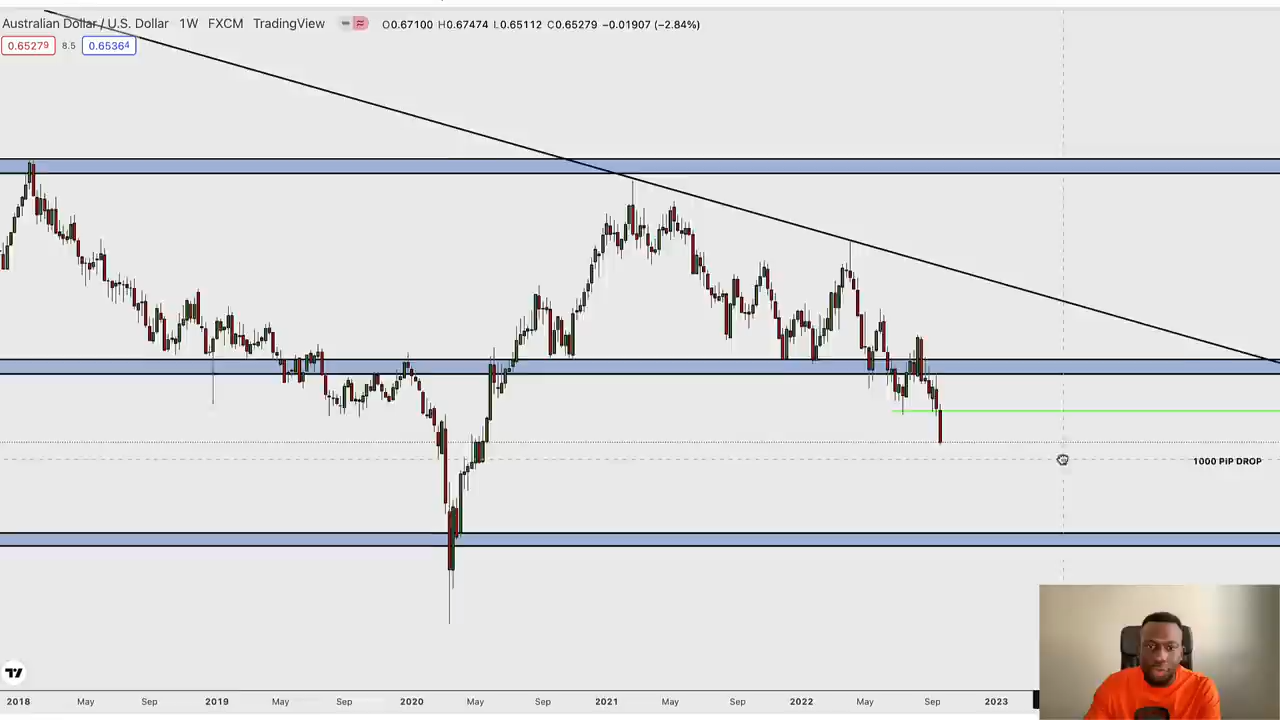 Australian Dollar / U.S. Dollar 1W FXCM TradingView O0.67100 H0.67474 L0.65112 C0.65279 −0.01907 (−2.84%)
0.65279 8.5 0.65364
1000 PIP DROP
2018 May Sep 2019 May Sep 2020 May Sep 2021 May Sep 2022 May Sep 2023